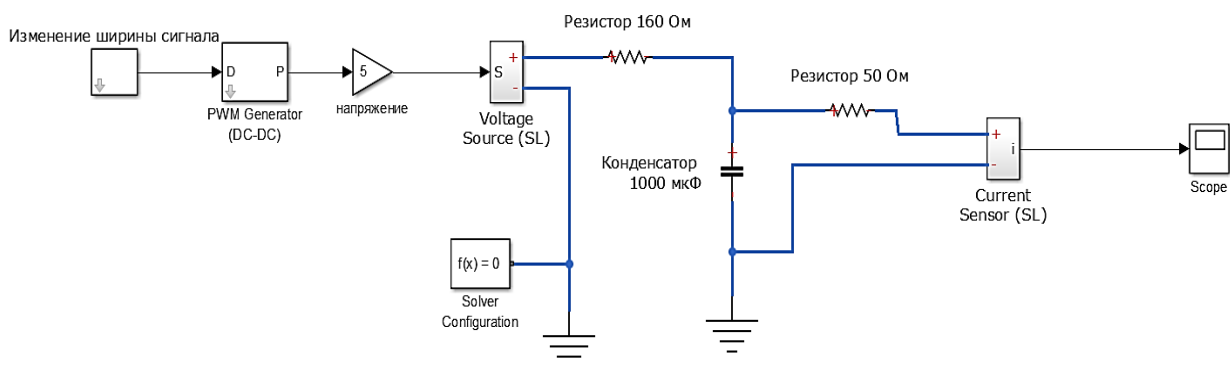 Изменение ширины сигнала
D
P
PWM Generator
(DC-DC)
5
напряжение
S
+
-
Voltage
Source (SL)
Резистор 160 Ом
+
Резистор 50 Ом
+
+
Конденсатор
1000 мкФ
+
-
i
Current
Sensor (SL)
Scope
f(x) = 0
Solver
Configuration